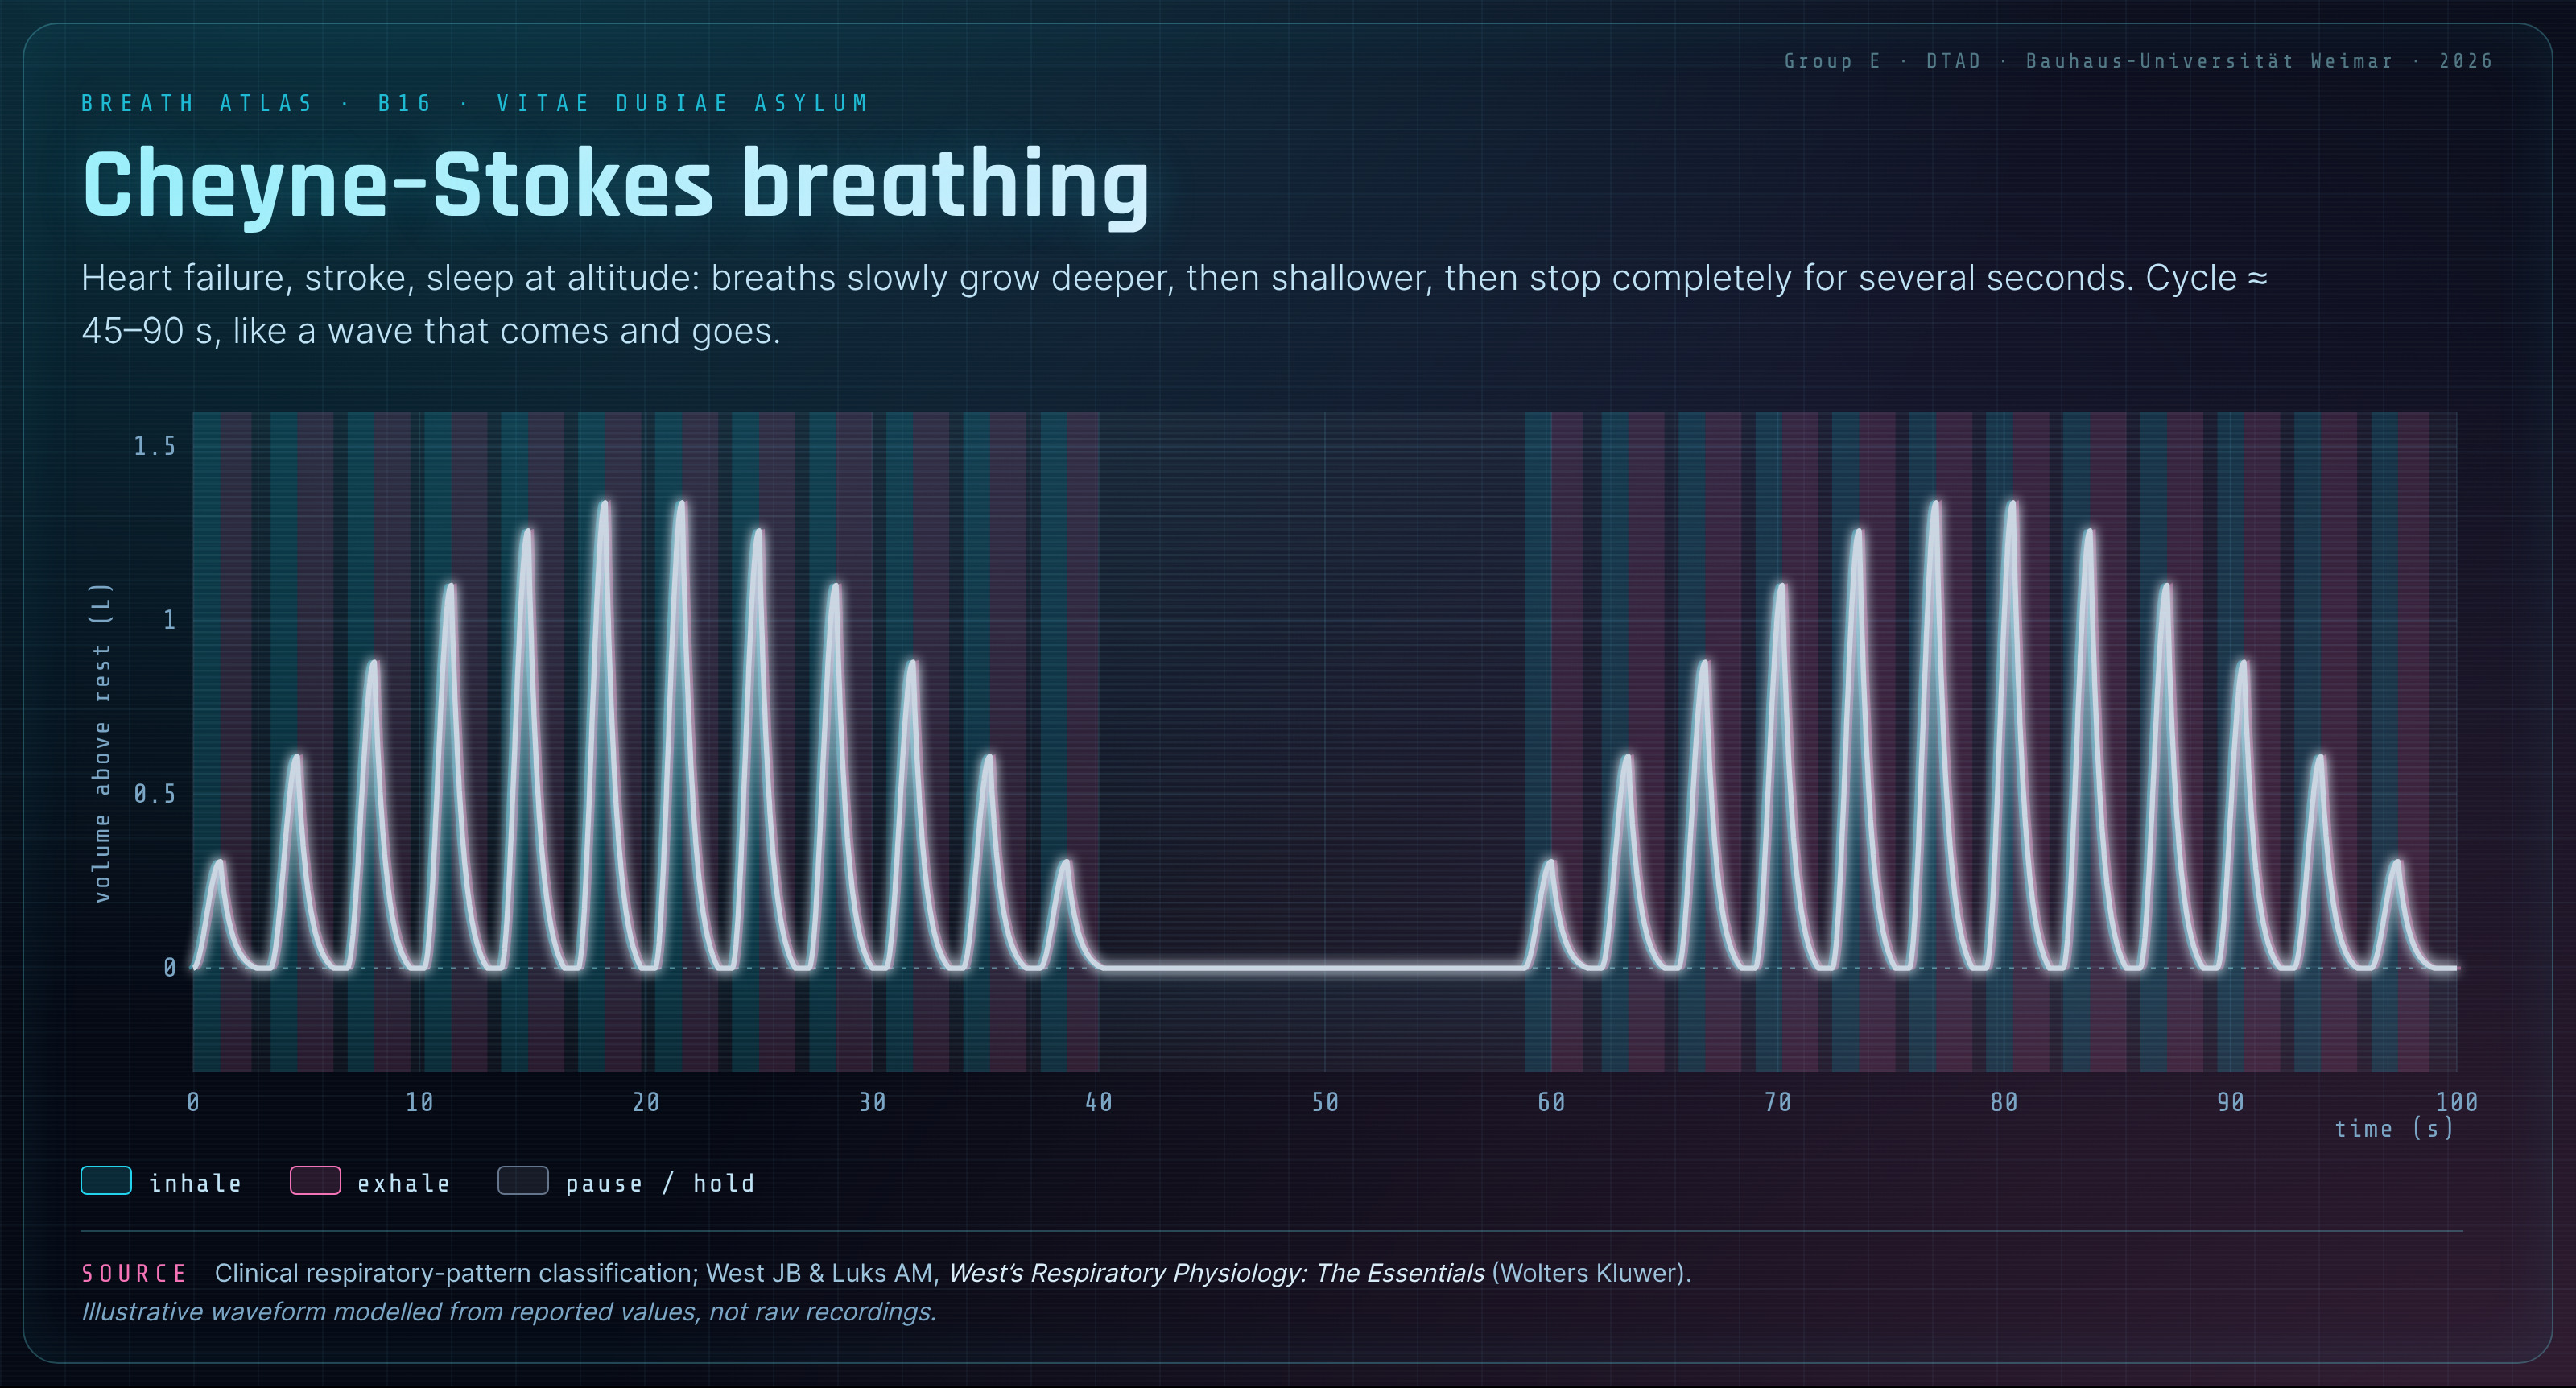 Group E · DTAD · Bauhaus-Universität Weimar · 2026
BREATH ATLAS · B16 · VITAE DUBIAE ASYLUM
Cheyne-Stokes breathing
Heart failure, stroke, sleep at altitude: breaths slowly grow deeper, then shallower, then stop completely for several seconds. Cycle ≈
45–90 s, like a wave that comes and goes.
volume above rest (L)
1.5
1
0.5
0
0 10 20 30 40 50 60 70 80 90 100
time (s)
inhale exhale pause / hold
SOURCE Clinical respiratory-pattern classification; West JB & Luks AM, West’s Respiratory Physiology: The Essentials (Wolters Kluwer).
Illustrative waveform modelled from reported values, not raw recordings.